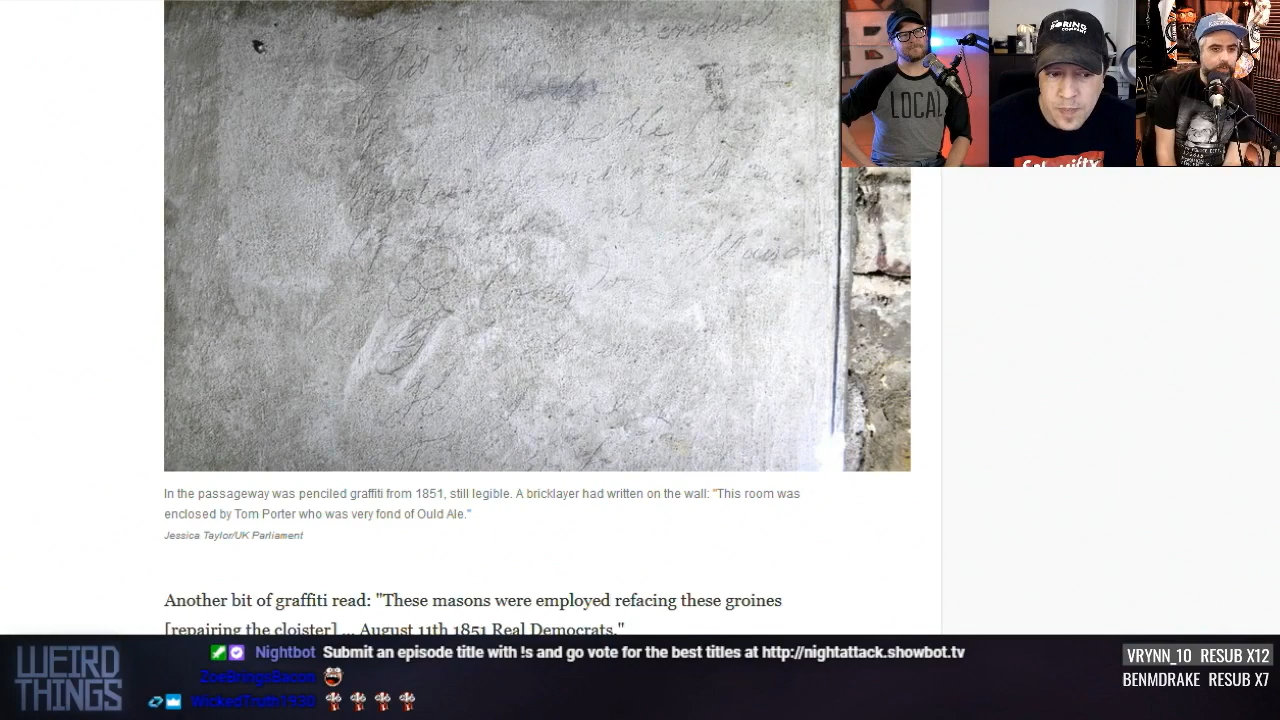 LOCAL
BORING
COMPANY
In the passageway was penciled graffiti from 1851, still legible. A bricklayer had written on the wall: "This room was
enclosed by Tom Porter who was very fond of Ould Ale."
Jessica Taylor/UK Parliament
Another bit of graffiti read: "These masons were employed refacing these groines
[repairing the cloister] ... August 11th 1851 Real Democrats."
WEIRD
THINGS
Nightbot Submit an episode title with !s and go vote for the best titles at http://nightattack.showbot.tv
ZoeBringsBacon
WickedTruth1930
VRYNN_10 RESUB X12
BENMDRAKE RESUB X7